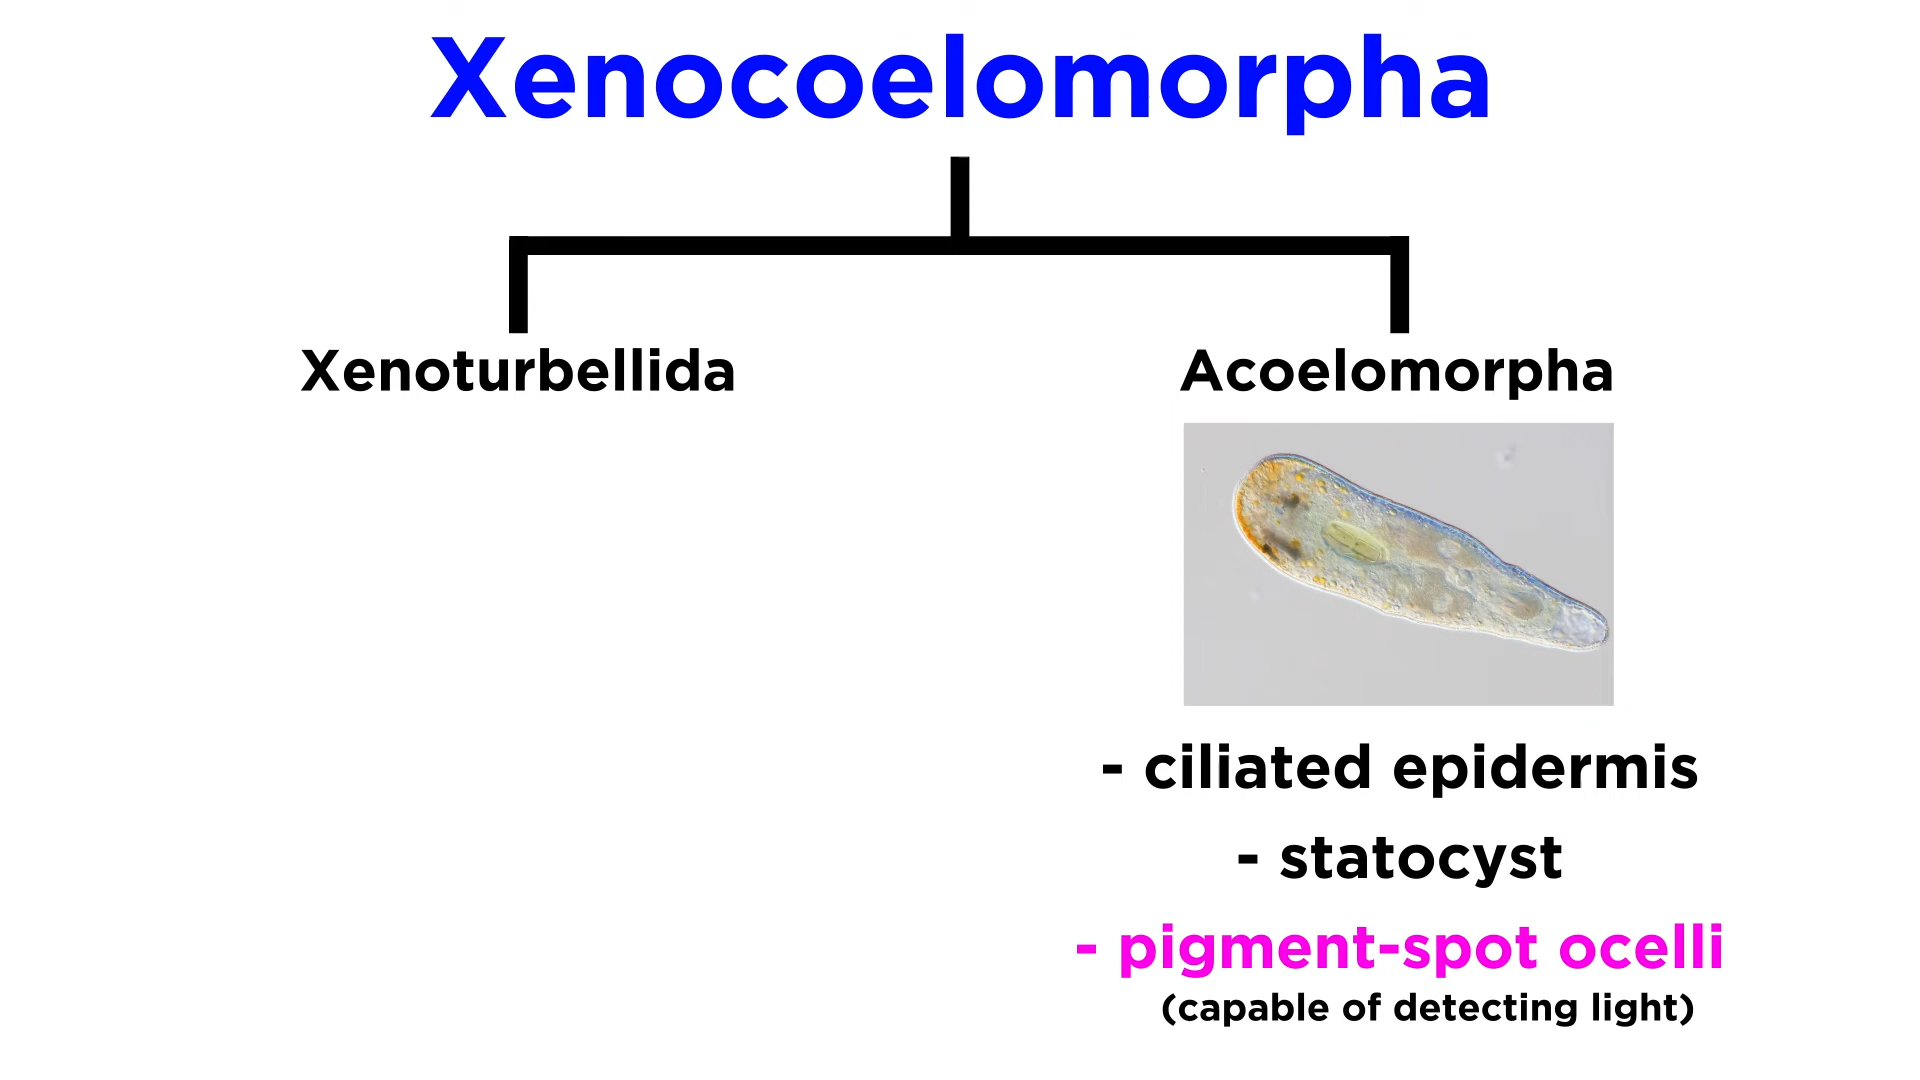 Xenocoelomorpha
Xenoturbellida
Acoelomorpha
- ciliated epidermis
- statocyst
- pigment-spot ocelli
(capable of detecting light)